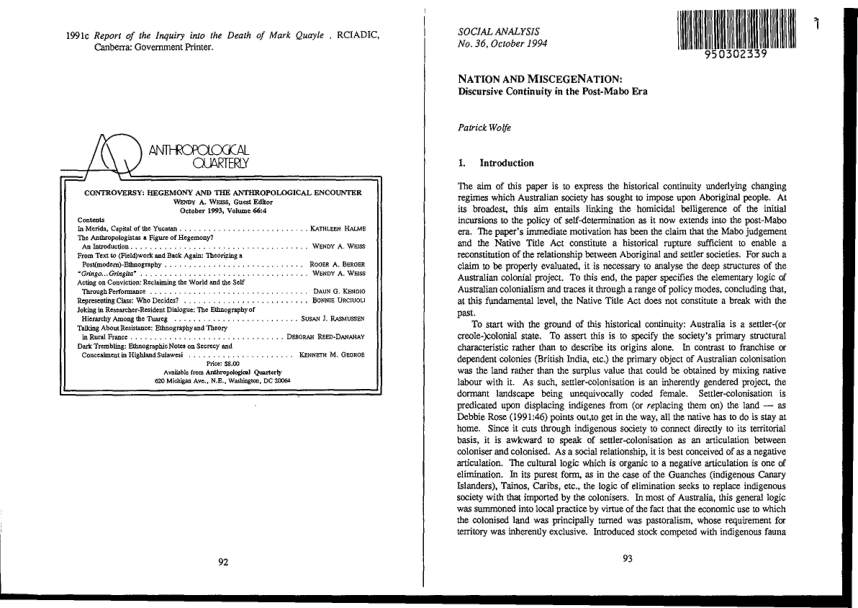 1991c Report of the Inquiry into the Death of Mark Quayle , RCIADIC,
Canberra: Government Printer.
ANTHROPOLOGICAL
QUARTERLY
CONTROVERSY: HEGEMONY AND THE ANTHROPOLOGICAL ENCOUNTER
WENDY A. WEISS, Guest Editor
October 1993, Volume 66:4
Contents
In Merida, Capital of the Yucatan . . . . . . . . . . . . . . . . . . . . . . . . . . KATHLEEN HALME
The Anthropologist as a Figure of Hegemony?
An Introduction . . . . . . . . . . . . . . . . . . . . . . . . . . . . . . . . . . . . WENDY A. WEISS
From Text to (Field)work and Back Again: Theorizing a
Post(modern)-Ethnography . . . . . . . . . . . . . . . . . . . . . . . . . . . . ROGER A. BERGER
"Gringo...Gringita" . . . . . . . . . . . . . . . . . . . . . . . . . . . . . . . . . . WENDY A. WEISS
Acting on Conviction: Reclaiming the World and the Self
Through Performance . . . . . . . . . . . . . . . . . . . . . . . . . . . . . . . . DAUN G. KENDIG
Representing Class: Who Decides? . . . . . . . . . . . . . . . . . . . . . . . . BONNIE URCIUOLI
Joking in Researcher-Resident Dialogue: The Ethnography of
Hierarchy Among the Tuareg . . . . . . . . . . . . . . . . . . . . . . . . . SUSAN J. RASMUSSEN
Talking About Resistance: Ethnography and Theory
in Rural France . . . . . . . . . . . . . . . . . . . . . . . . . . . . . . . DEBORAH REED-DANAHAY
Dark Trembling: Ethnographic Notes on Secrecy and
Concealment in Highland Sulawesi . . . . . . . . . . . . . . . . . . . . . KENNETH M. GEORGE
Price: $8.00
Available from Anthropological Quarterly
620 Michigan Ave., N.E., Washington, DC 20064
92
SOCIAL ANALYSIS
No. 36, October 1994
950302339
NATION AND MISCEGENATION:
Discursive Continuity in the Post-Mabo Era
Patrick Wolfe
1. Introduction
The aim of this paper is to express the historical continuity underlying changing
regimes which Australian society has sought to impose upon Aboriginal people. At
its broadest, this aim entails linking the homicidal belligerence of the initial
incursions to the policy of self-determination as it now extends into the post-Mabo
era. The paper's immediate motivation has been the claim that the Mabo judgement
and the Native Title Act constitute a historical rupture sufficient to enable a
reconstitution of the relationship between Aboriginal and settler societies. For such a
claim to be properly evaluated, it is necessary to analyse the deep structures of the
Australian colonial project. To this end, the paper specifies the elementary logic of
Australian colonialism and traces it through a range of policy modes, concluding that,
at this fundamental level, the Native Title Act does not constitute a break with the
past.
To start with the ground of this historical continuity: Australia is a settler-(or
creole-)colonial state. To assert this is to specify the society's primary structural
characteristic rather than to describe its origins alone. In contrast to franchise or
dependent colonies (British India, etc.) the primary object of Australian colonisation
was the land rather than the surplus value that could be obtained by mixing native
labour with it. As such, settler-colonisation is an inherently gendered project, the
dormant landscape being unequivocally coded female. Settler-colonisation is
predicated upon displacing indigenes from (or replacing them on) the land — as
Debbie Rose (1991:46) points out,to get in the way, all the native has to do is stay at
home. Since it cuts through indigenous society to connect directly to its territorial
basis, it is awkward to speak of settler-colonisation as an articulation between
coloniser and colonised. As a social relationship, it is best conceived of as a negative
articulation. The cultural logic which is organic to a negative articulation is one of
elimination. In its purest form, as in the case of the Guanches (indigenous Canary
Islanders), Tainos, Caribs, etc., the logic of elimination seeks to replace indigenous
society with that imported by the colonisers. In most of Australia, this general logic
was summoned into local practice by virtue of the fact that the economic use to which
the colonised land was principally turned was pastoralism, whose requirement for
territory was inherently exclusive. Introduced stock competed with indigenous fauna
93